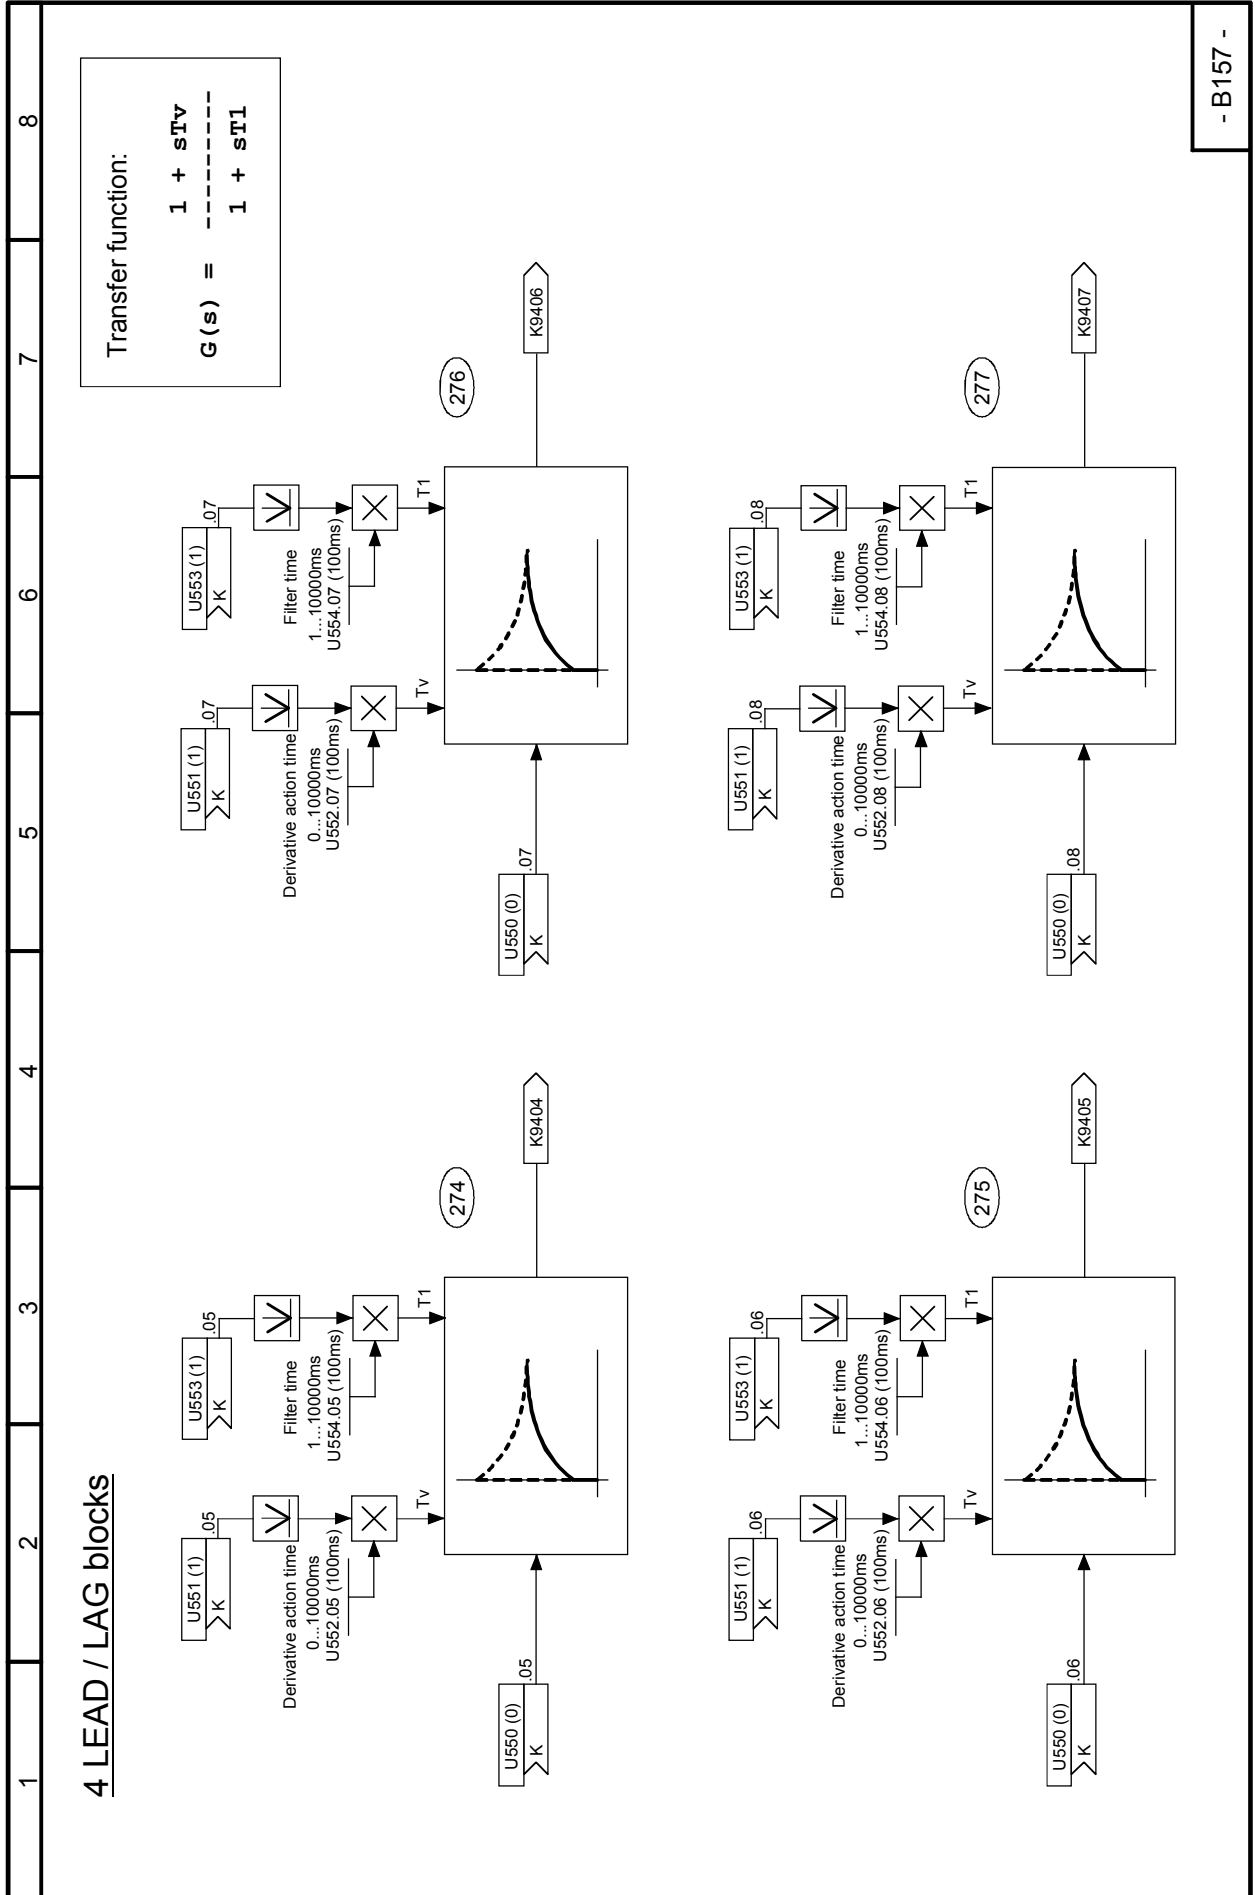 1
2
3
4
5
6
7
8
4 LEAD / LAG blocks
Transfer function:
1 + sTv
G(s) = ----------
1 + sT1
U551 (1)
K
.05
U553 (1)
K
.05
Derivative action time
0...10000ms
U552.05 (100ms)
Filter time
1...10000ms
U554.05 (100ms)
Tv
T1
274
U550 (0)
K
.05
K9404
U551 (1)
K
.07
U553 (1)
K
.07
Derivative action time
0...10000ms
U552.07 (100ms)
Filter time
1...10000ms
U554.07 (100ms)
Tv
T1
276
U550 (0)
K
.07
K9406
U551 (1)
K
.06
U553 (1)
K
.06
Derivative action time
0...10000ms
U552.06 (100ms)
Filter time
1...10000ms
U554.06 (100ms)
Tv
T1
275
U550 (0)
K
.06
K9405
U551 (1)
K
.08
U553 (1)
K
.08
Derivative action time
0...10000ms
U552.08 (100ms)
Filter time
1...10000ms
U554.08 (100ms)
Tv
T1
277
U550 (0)
K
.08
K9407
- B157 -